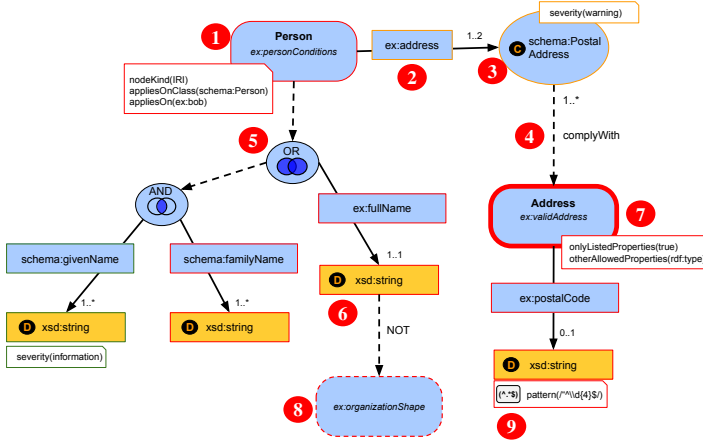 severity(warning)
1
Person
ex:personConditions
ex:address
1..2
C
schema:Postal
Address
2
3
nodeKind(IRI)
appliesOnClass(schema:Person)
appliesOn(ex:bob)
1..*
4
complyWith
5
OR
AND
ex:fullName
Address
ex:validAddress
7
schema:givenName
schema:familyName
onlyListedProperties(true)
otherAllowedProperties(rdf:type)
1..1
D
xsd:string
ex:postalCode
1..*
1..*
D
xsd:string
D
xsd:string
6
NOT
0..1
severity(information)
D
xsd:string
8
ex:organizationShape
(^.*$)
pattern(/"^\\d{4}$/)
9